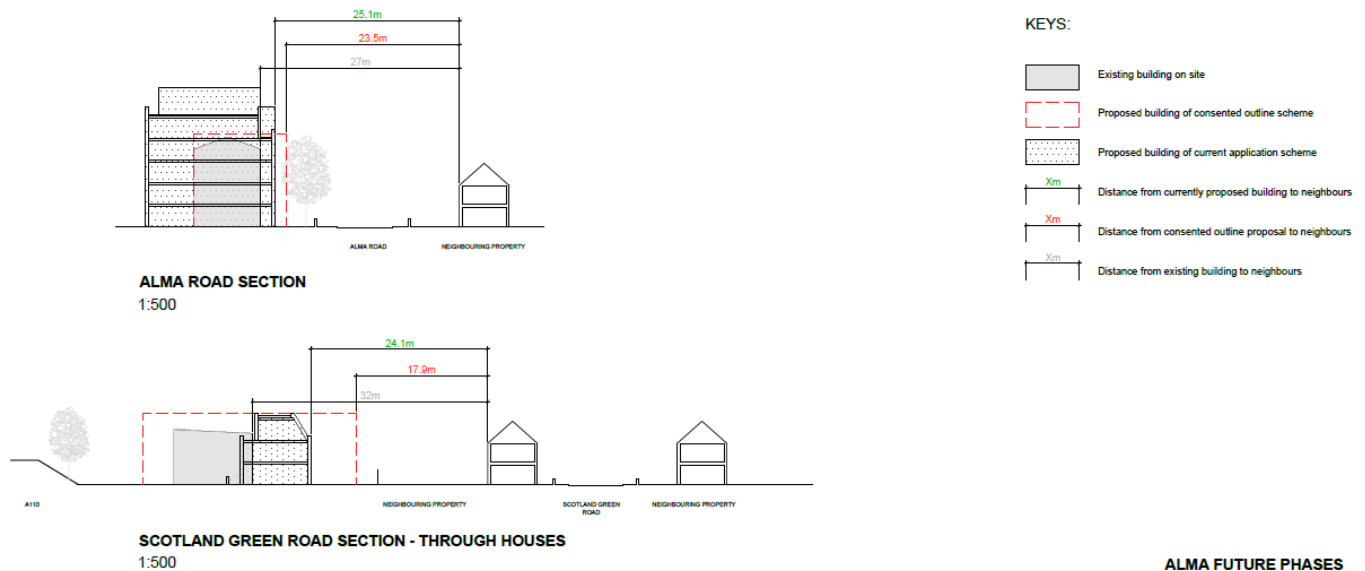 25.1m
23.5m
27m
ALMA ROAD
NEIGHBOURING PROPERTY
ALMA ROAD SECTION
1:500
24.1m
17.9m
32m
A110
NEIGHBOURING PROPERTY
SCOTLAND GREEN
ROAD
NEIGHBOURING PROPERTY
SCOTLAND GREEN ROAD SECTION - THROUGH HOUSES
1:500
KEYS:
Existing building on site
Proposed building of consented outline scheme
Proposed building of current application scheme
Xm
Distance from currently proposed building to neighbours
Xm
Distance from consented outline proposal to neighbours
Xm
Distance from existing building to neighbours
ALMA FUTURE PHASES